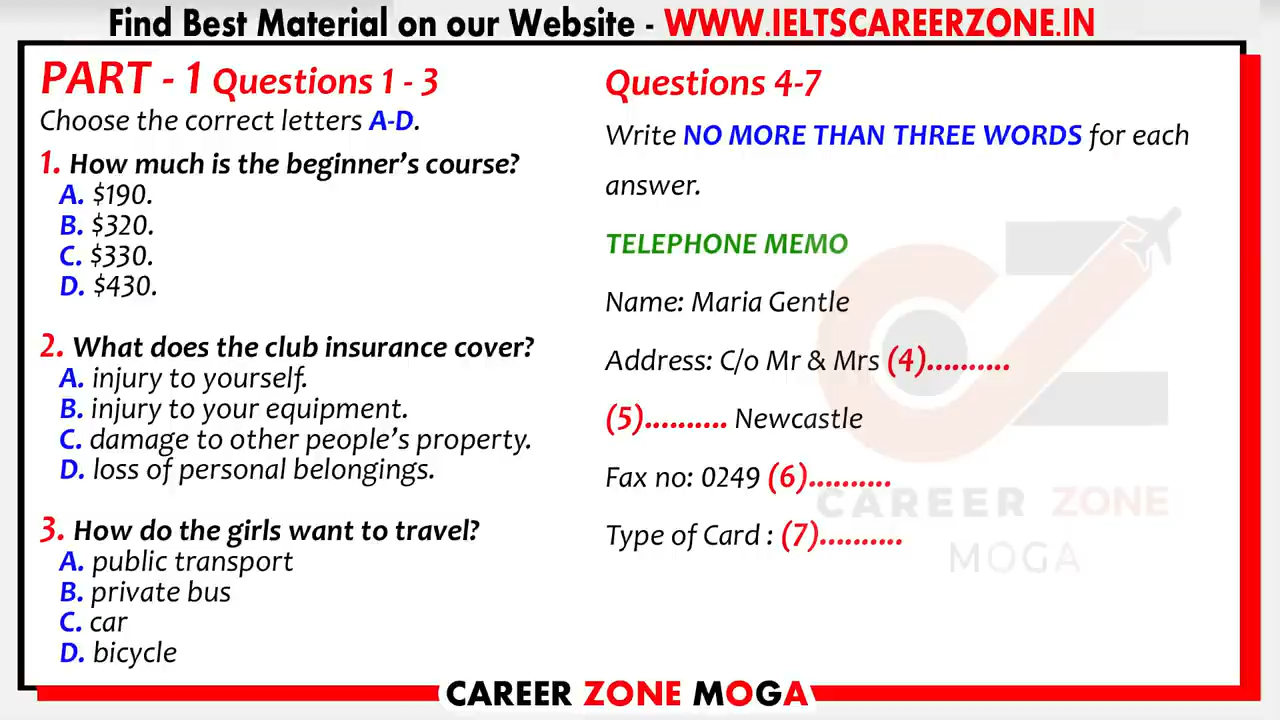 Find Best Material on our Website - WWW.IELTSCAREERZONE.IN
PART - 1 Questions 1 - 3
Choose the correct letters A-D.
1. How much is the beginner's course?
A. $190.
B. $320.
C. $330.
D. $430.
2. What does the club insurance cover?
A. injury to yourself.
B. injury to your equipment.
C. damage to other people's property.
D. loss of personal belongings.
3. How do the girls want to travel?
A. public transport
B. private bus
C. car
D. bicycle
Questions 4-7
Write NO MORE THAN THREE WORDS for each
answer.
TELEPHONE MEMO
Name: Maria Gentle
Address: C/o Mr & Mrs (4)..........
(5).......... Newcastle
Fax no: 0249 (6)..........
Type of Card : (7)..........
CAREER ZONE
MOGA
CAREER ZONE MOGA